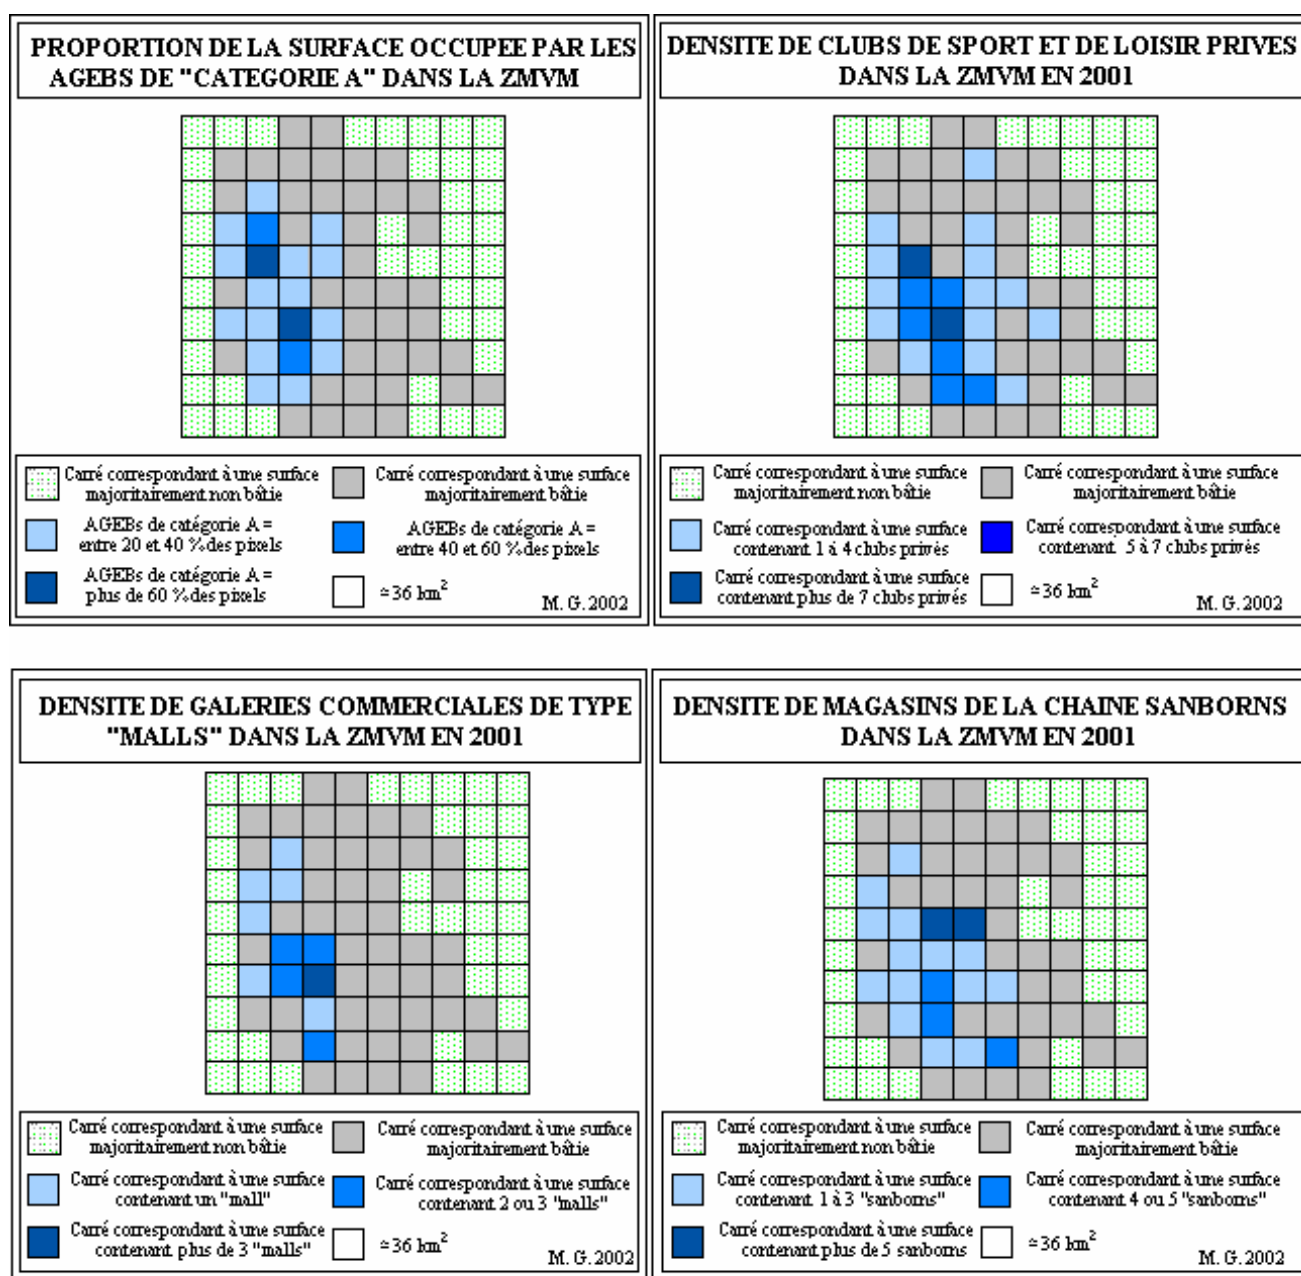 PROPORTION DE LA SURFACE OCCUPEE PAR LES
AGEBS DE "CATEGORIE A" DANS LA ZMVM
Carré correspondant à une surface
majoritairement non bâtie
Carré correspondant à une surface
majoritairement bâtie
AGEBs de catégorie A =
entre 20 et 40 % des pixels
AGEBs de catégorie A =
entre 40 et 60 % des pixels
AGEBs de catégorie A =
plus de 60 % des pixels
≃36 km²
M. G. 2002
DENSITE DE CLUBS DE SPORT ET DE LOISIR PRIVES
DANS LA ZMVM EN 2001
Carré correspondant à une surface
majoritairement non bâtie
Carré correspondant à une surface
majoritairement bâtie
Carré correspondant à une surface
contenant 1 à 4 clubs privés
Carré correspondant à une surface
contenant 5 à 7 clubs privés
Carré correspondant à une surface
contenant plus de 7 clubs privés
≃36 km²
M. G. 2002
DENSITE DE GALERIES COMMERCIALES DE TYPE
"MALLS" DANS LA ZMVM EN 2001
Carré correspondant à une surface
majoritairement non bâtie
Carré correspondant à une surface
majoritairement bâtie
Carré correspondant à une surface
contenant un "mall"
Carré correspondant à une surface
contenant 2 ou 3 "malls"
Carré correspondant à une surface
contenant plus de 3 "malls"
≃36 km²
M. G. 2002
DENSITE DE MAGASINS DE LA CHAINE SANBORNS
DANS LA ZMVM EN 2001
Carré correspondant à une surface
majoritairement non bâtie
Carré correspondant à une surface
majoritairement bâtie
Carré correspondant à une surface
contenant 1 à 3 "sanborns"
Carré correspondant à une surface
contenant 4 ou 5 "sanborns"
Carré correspondant à une surface
contenant plus de 5 sanborns
≃36 km²
M. G. 2002